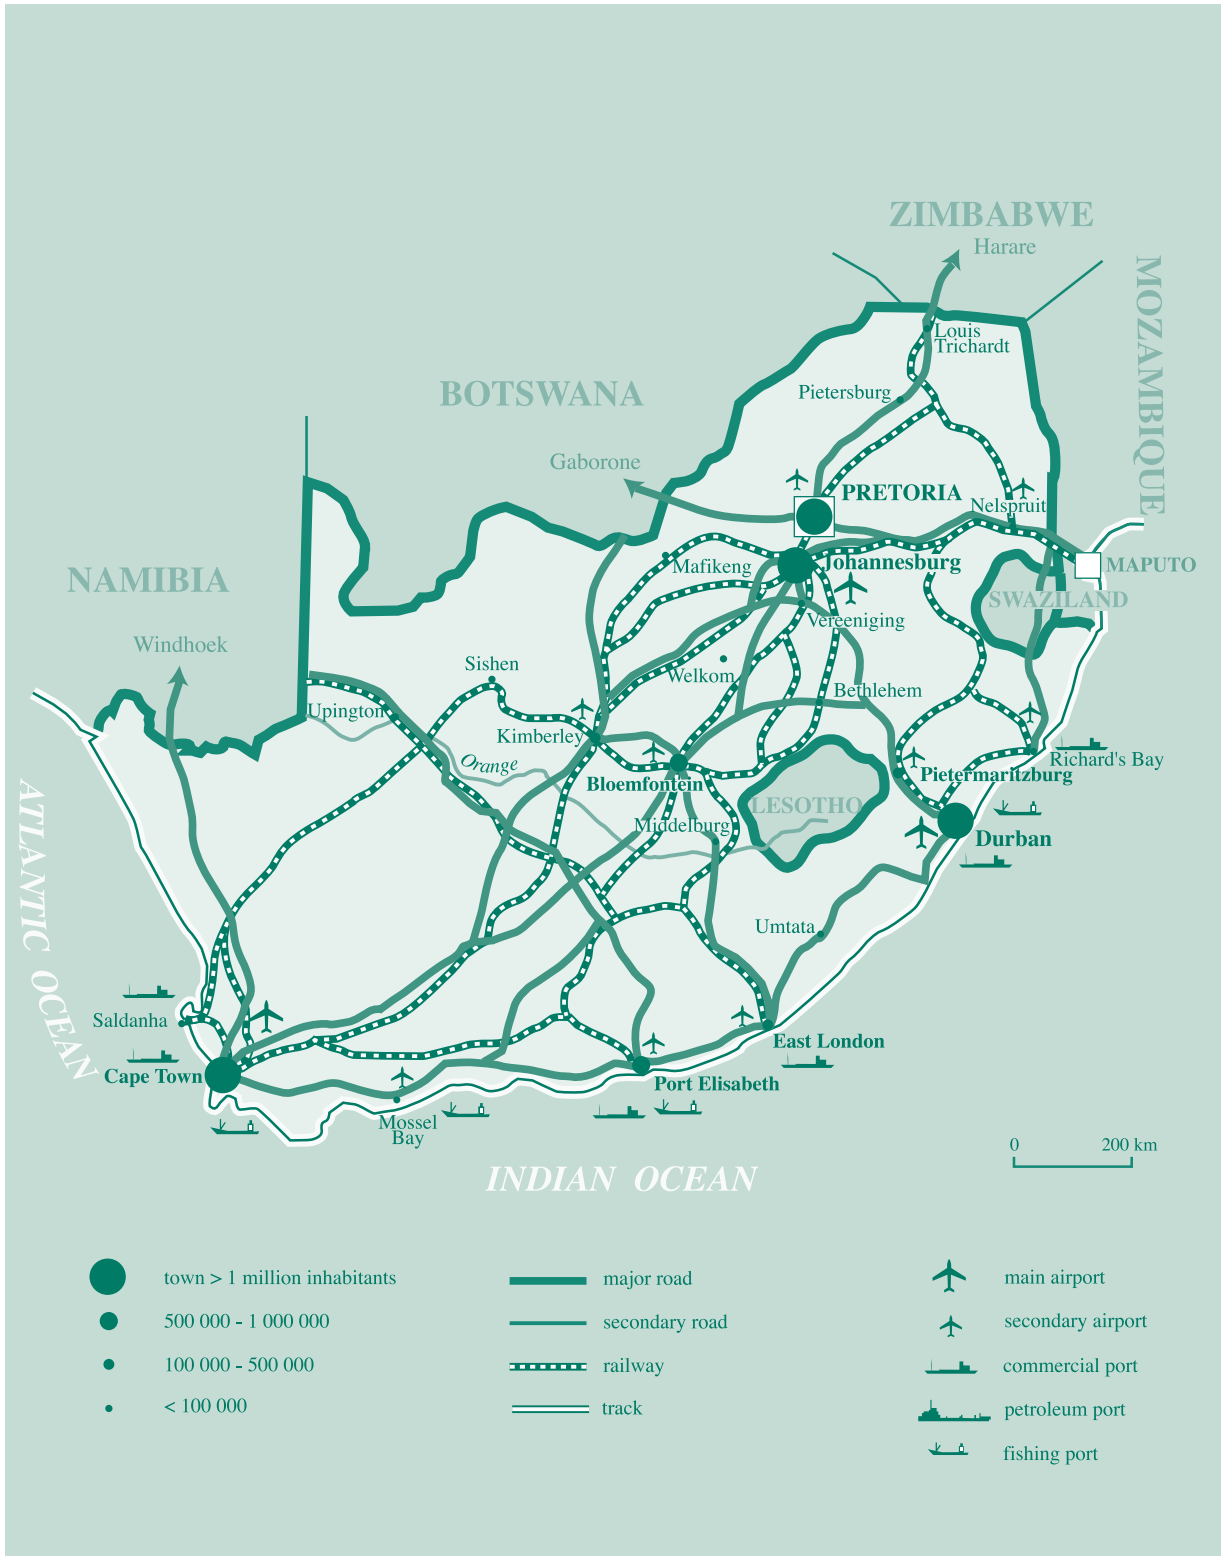 ZIMBABWE
Harare
MOZAMBIQUE
Louis
Trichardt
BOTSWANA
Pietersburg
Gaborone
PRETORIA
Nelspruit
Mafikeng
Johannesburg
MAPUTO
NAMIBIA
SWAZILAND
Vereeniging
Windhoek
Sishen
Welkom
Bethlehem
Upington
Kimberley
Orange
Richard's Bay
Bloemfontein
Pietermaritzburg
LESOTHO
Middelburg
Durban
ATLANTIC OCEAN
Umtata
Saldanha
East London
Cape Town
Port Elisabeth
Mossel
Bay
0 200 km
INDIAN OCEAN
town > 1 million inhabitants
500 000 - 1 000 000
100 000 - 500 000
< 100 000
major road
secondary road
railway
track
main airport
secondary airport
commercial port
petroleum port
fishing port